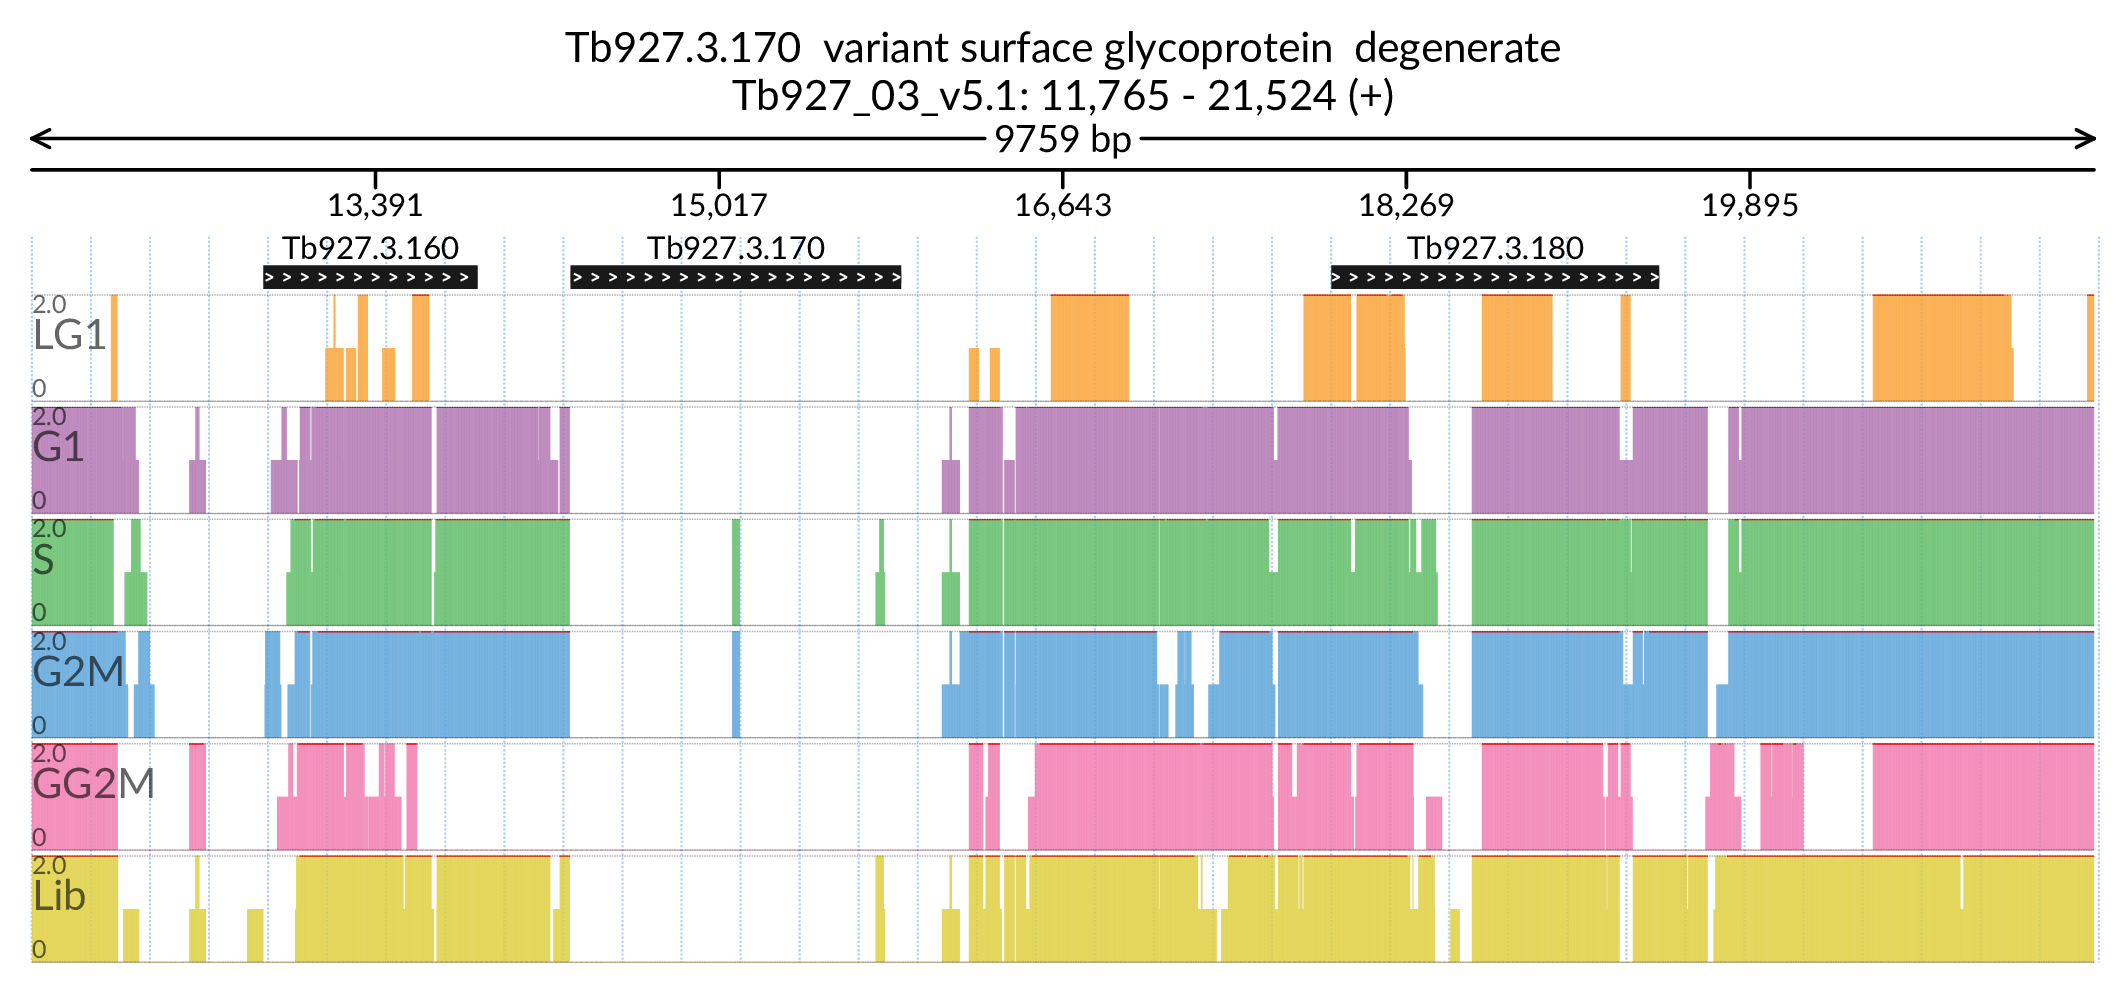 Tb927.3.170  variant surface glycoprotein  degenerate
Tb927_03_v5.1: 11,765 - 21,524 (+)
9759 bp
13,391 15,017 16,643 18,269 19,895
Tb927.3.160 Tb927.3.170 Tb927.3.180
2.0
LG1
0
2.0
G1
0
2.0
S
0
2.0
G2M
0
2.0
GG2M
0
2.0
Lib
0